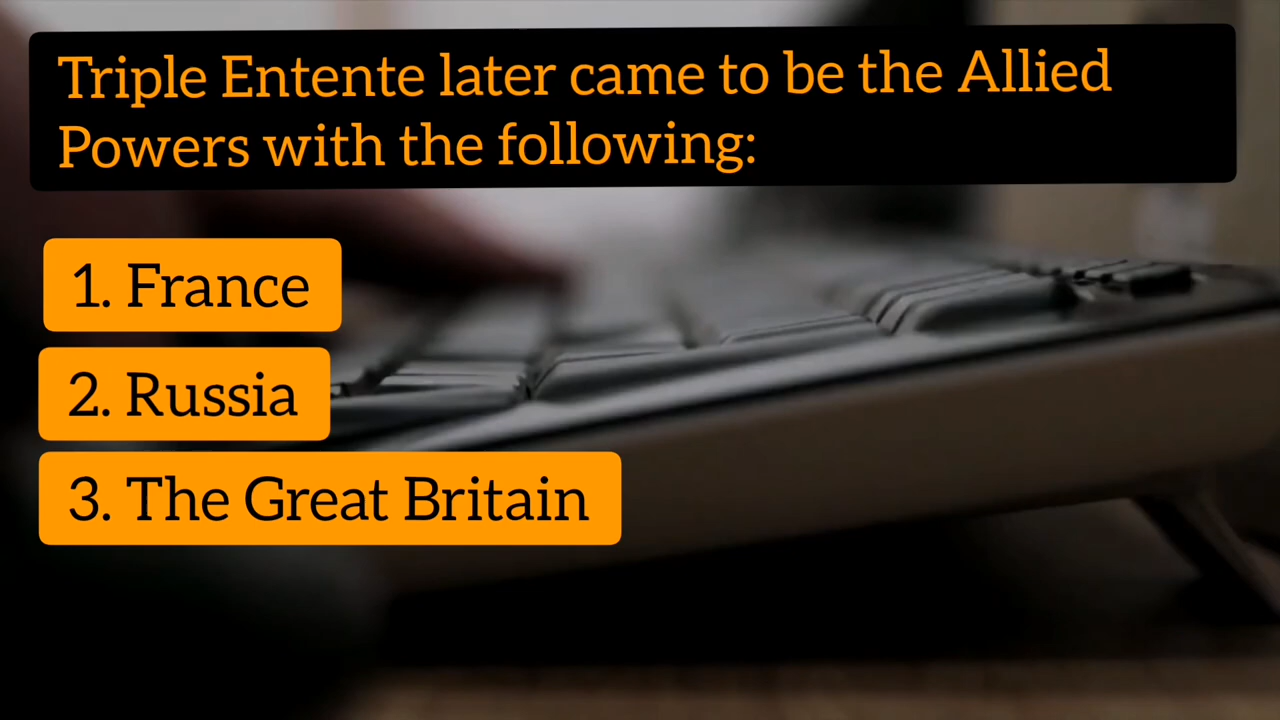 Triple Entente later came to be the Allied
Powers with the following:
1. France
2. Russia
3. The Great Britain